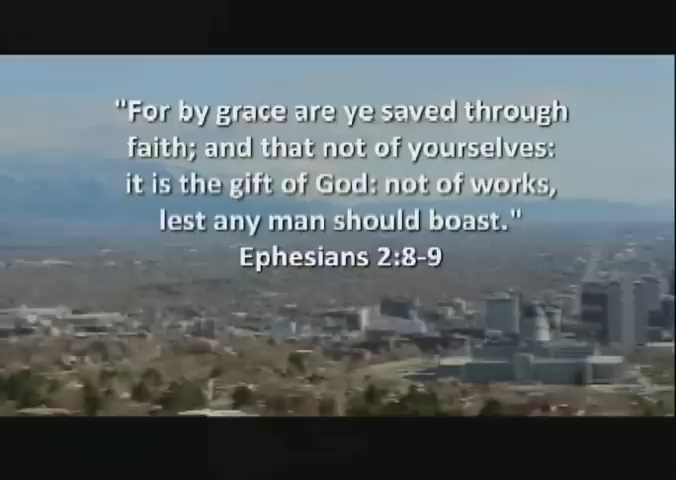 "For by grace are ye saved through
faith; and that not of yourselves:
it is the gift of God: not of works,
lest any man should boast."
Ephesians 2:8-9